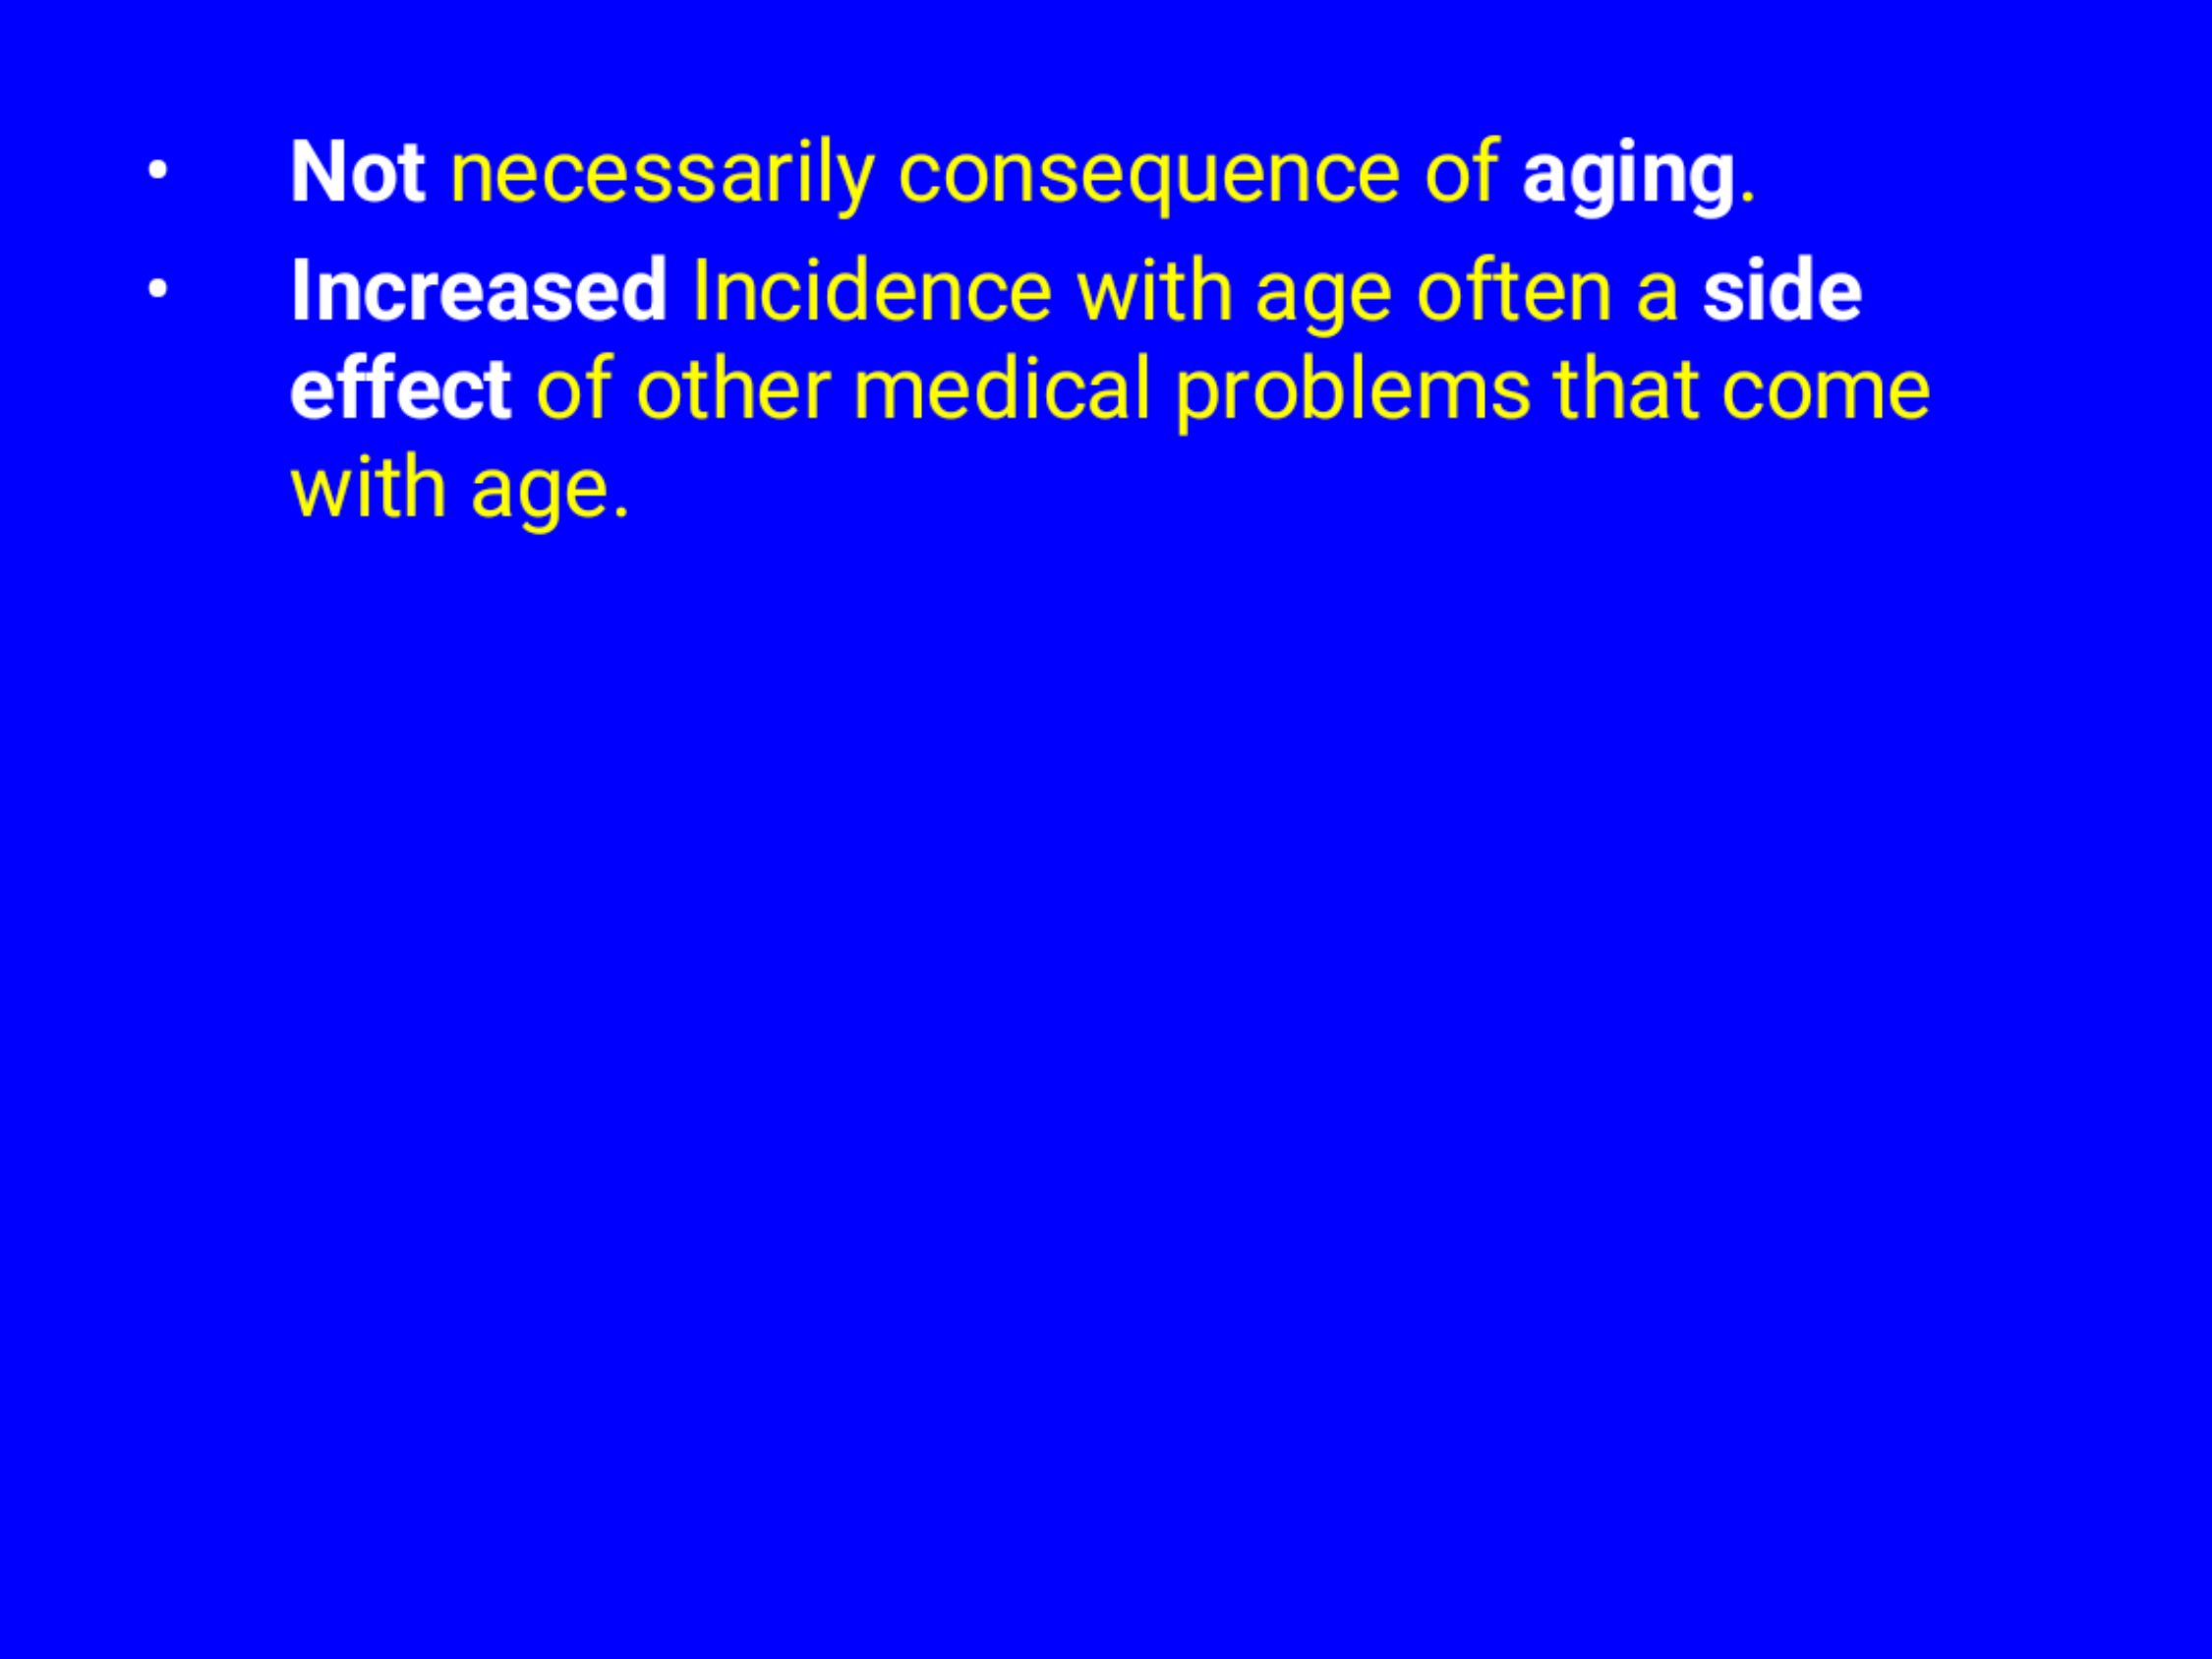 • Not necessarily consequence of aging.
• Increased Incidence with age often a side
effect of other medical problems that come
with age.